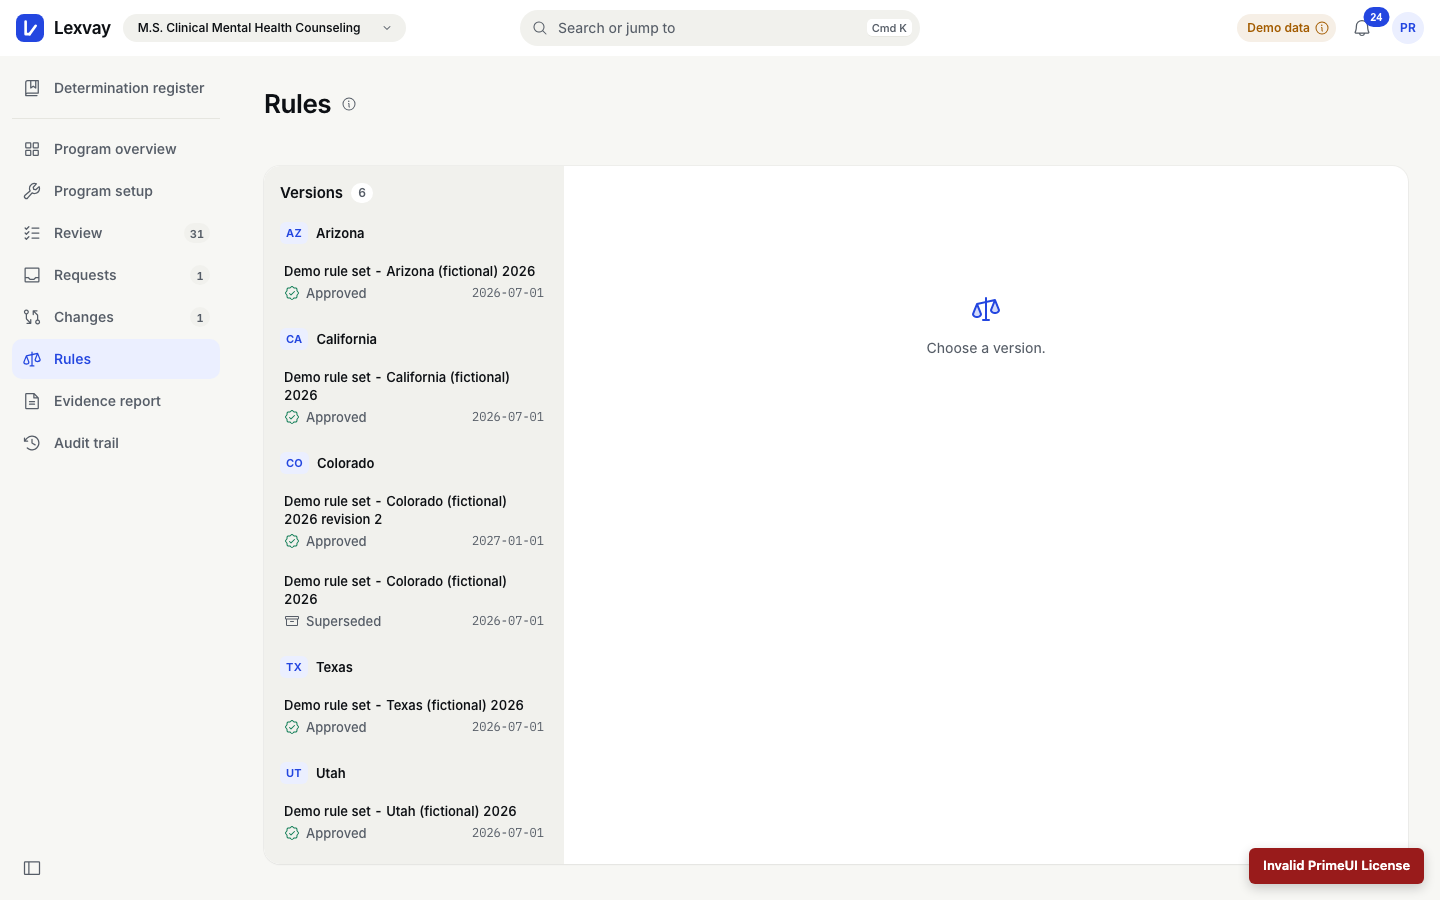 Lexvay
M.S. Clinical Mental Health Counseling
Search or jump to
Cmd K
Demo data
24
PR
Determination register
Program overview
Program setup
Review
31
Requests
1
Changes
1
Rules
Evidence report
Audit trail
Rules
Versions 6
AZ Arizona
Demo rule set - Arizona (fictional) 2026
Approved 2026-07-01
CA California
Demo rule set - California (fictional)
2026
Approved 2026-07-01
CO Colorado
Demo rule set - Colorado (fictional)
2026 revision 2
Approved 2027-01-01
Demo rule set - Colorado (fictional)
2026
Superseded 2026-07-01
TX Texas
Demo rule set - Texas (fictional) 2026
Approved 2026-07-01
UT Utah
Demo rule set - Utah (fictional) 2026
Approved 2026-07-01
Choose a version.
Invalid PrimeUI License